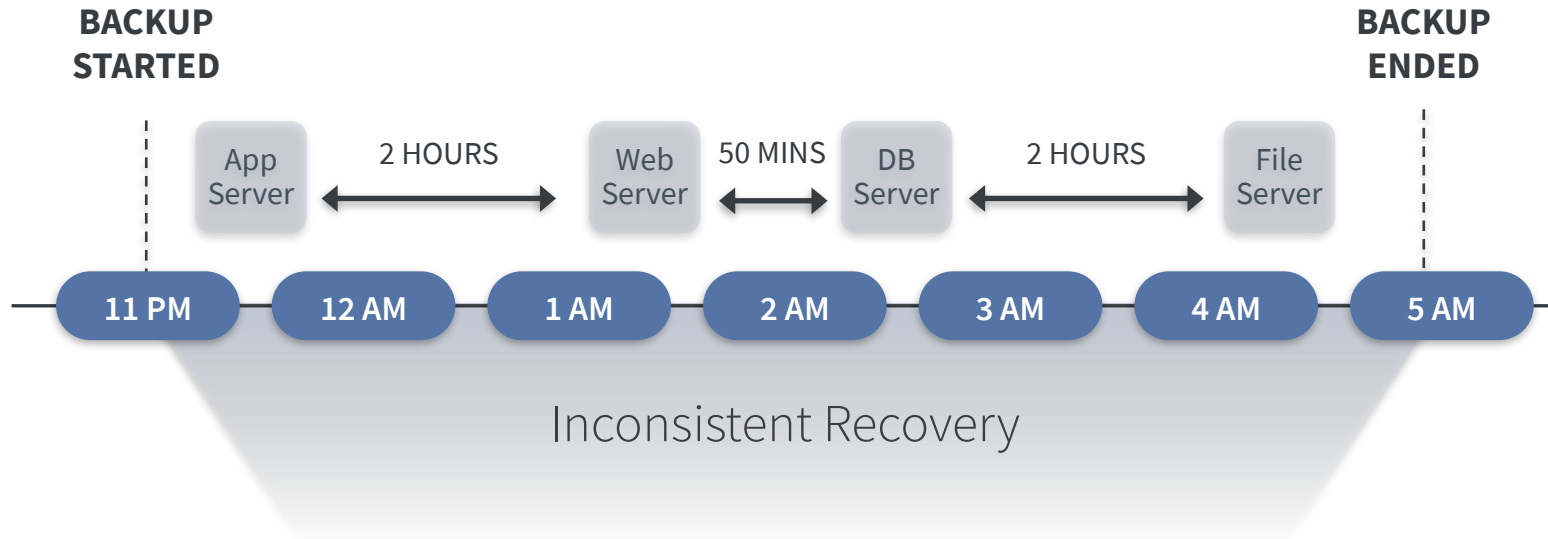 BACKUP
STARTED
BACKUP
ENDED
App
Server
2 HOURS
Web
Server
50 MINS
DB
Server
2 HOURS
File
Server
11 PM
12 AM
1 AM
2 AM
3 AM
4 AM
5 AM
Inconsistent Recovery